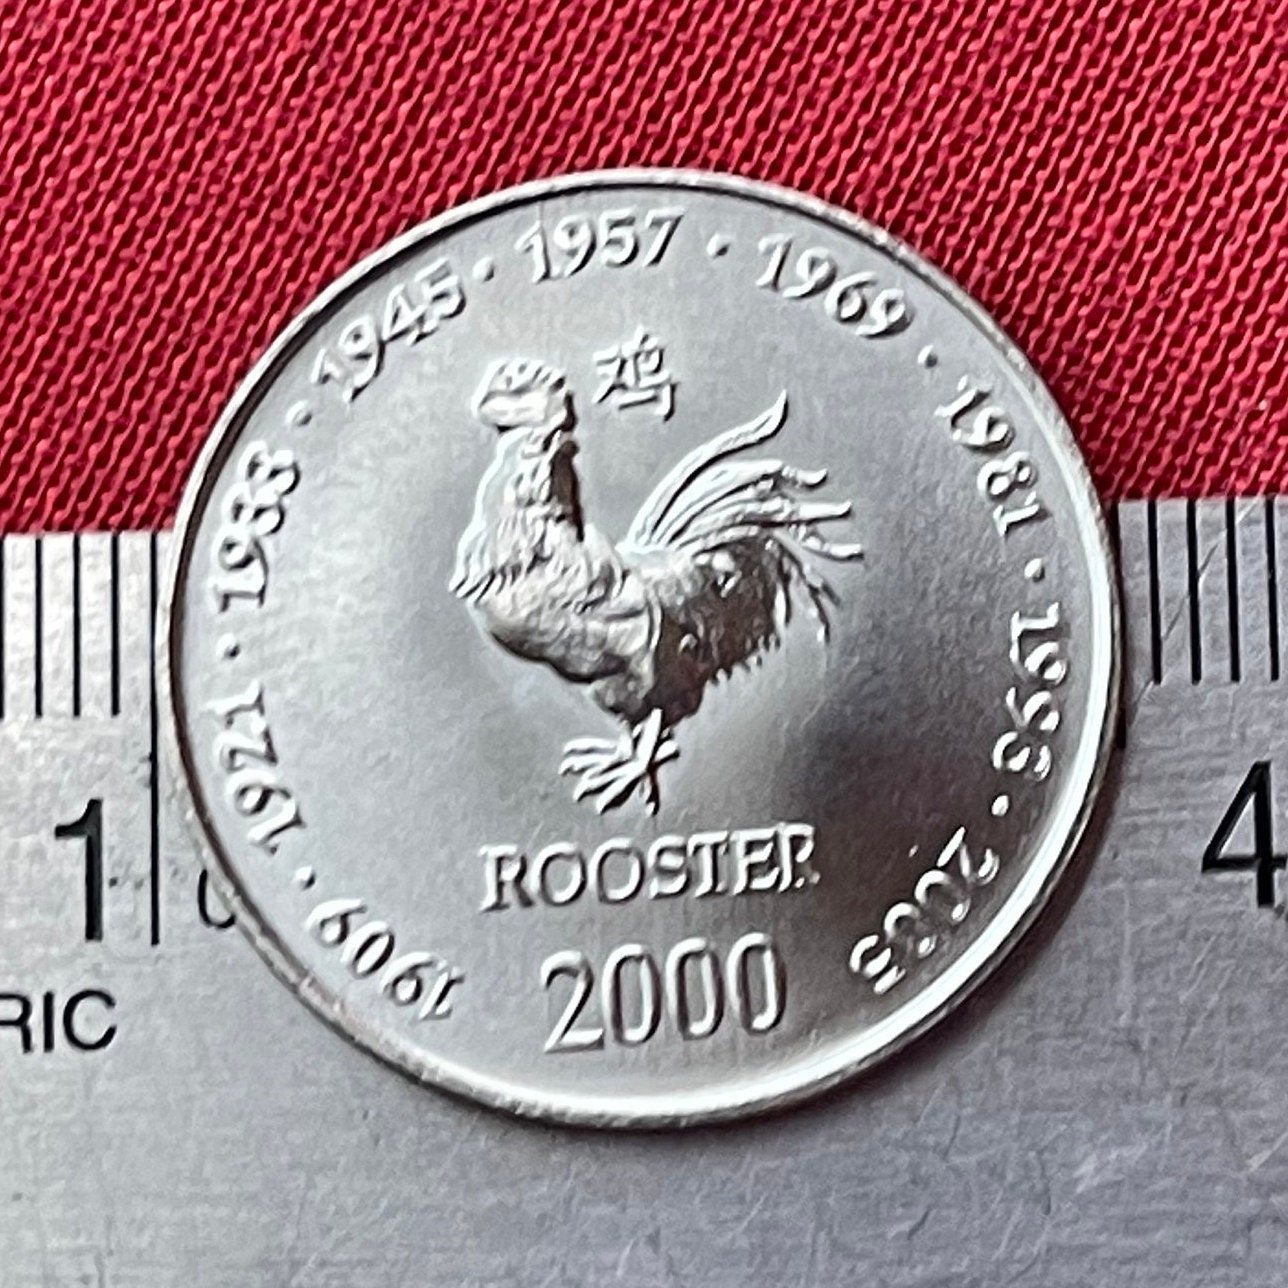 1909 · 1921 · 1933 · 1945 · 1957 · 1969 · 1981 · 1993 · 2005
鸡
ROOSTER
2000
1
4
RIC